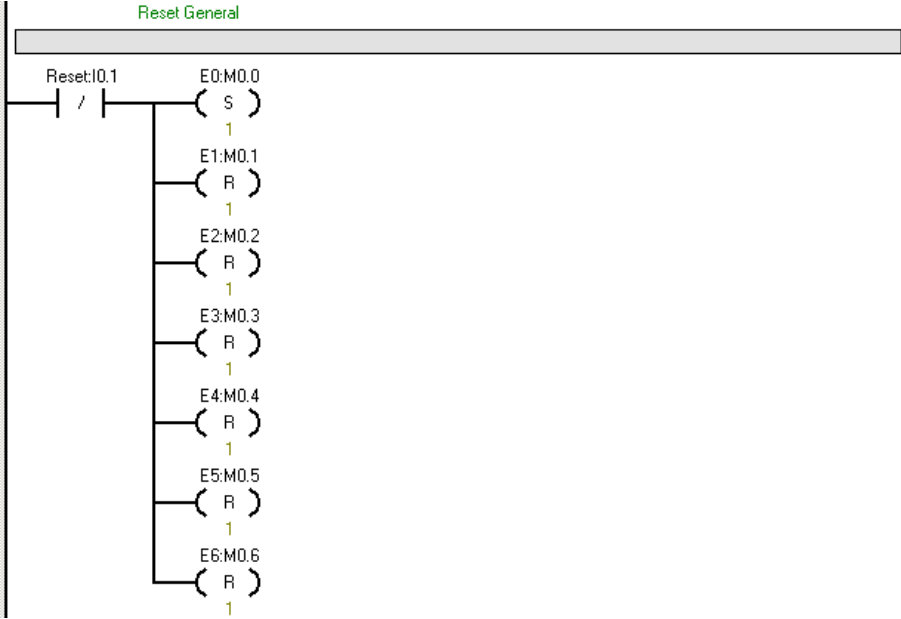 Reset General
Reset:I0.1 E0:M0.0
/ S
1
E1:M0.1
R
1
E2:M0.2
R
1
E3:M0.3
R
1
E4:M0.4
R
1
E5:M0.5
R
1
E6:M0.6
R
1